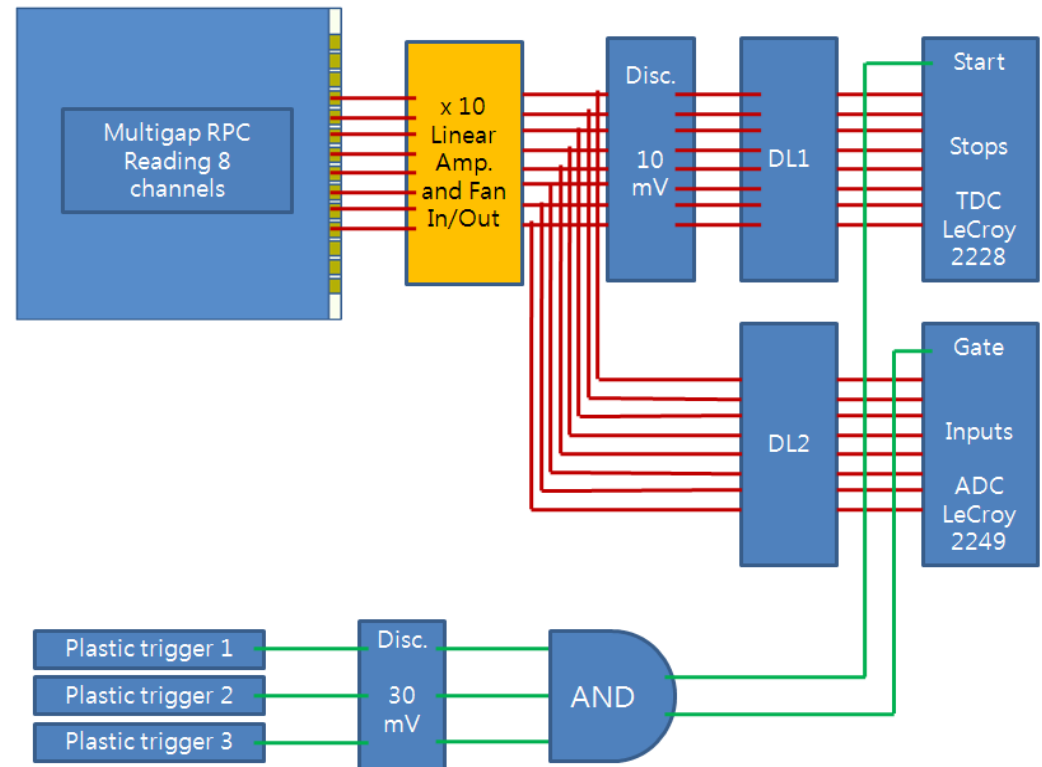 Multigap RPC
Reading 8
channels
x 10
Linear
Amp.
and Fan
In/Out
Disc.
10
mV
DL1
Start
Stops
TDC
LeCroy
2228
DL2
Gate
Inputs
ADC
LeCroy
2249
Plastic trigger 1
Plastic trigger 2
Plastic trigger 3
Disc.
30
mV
AND